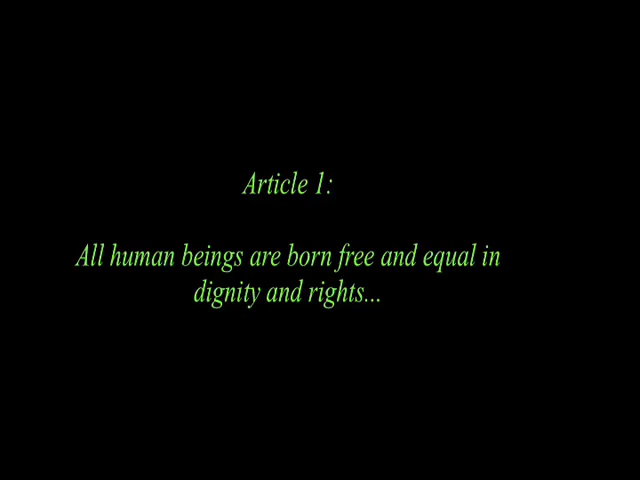 Article 1:
All human beings are born free and equal in
dignity and rights...